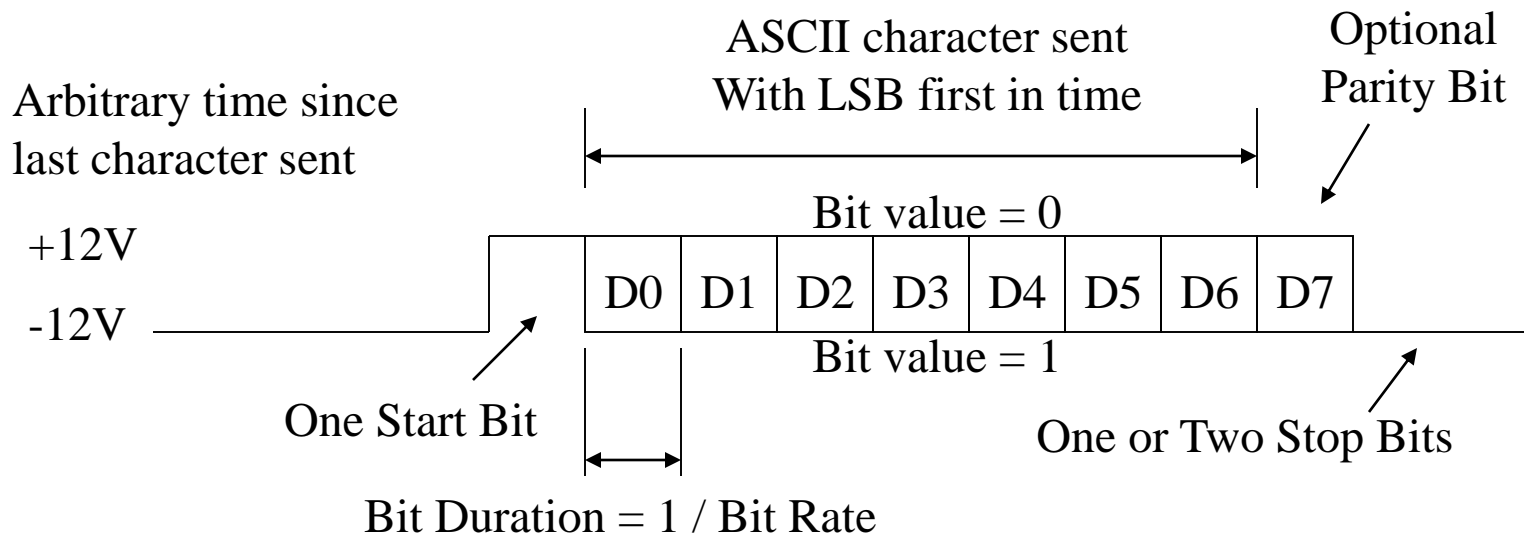 ASCII character sent
With LSB first in time
Optional
Parity Bit
Arbitrary time since
last character sent
Bit value = 0
+12V
-12V
D0 D1 D2 D3 D4 D5 D6 D7
Bit value = 1
One Start Bit
One or Two Stop Bits
Bit Duration = 1 / Bit Rate